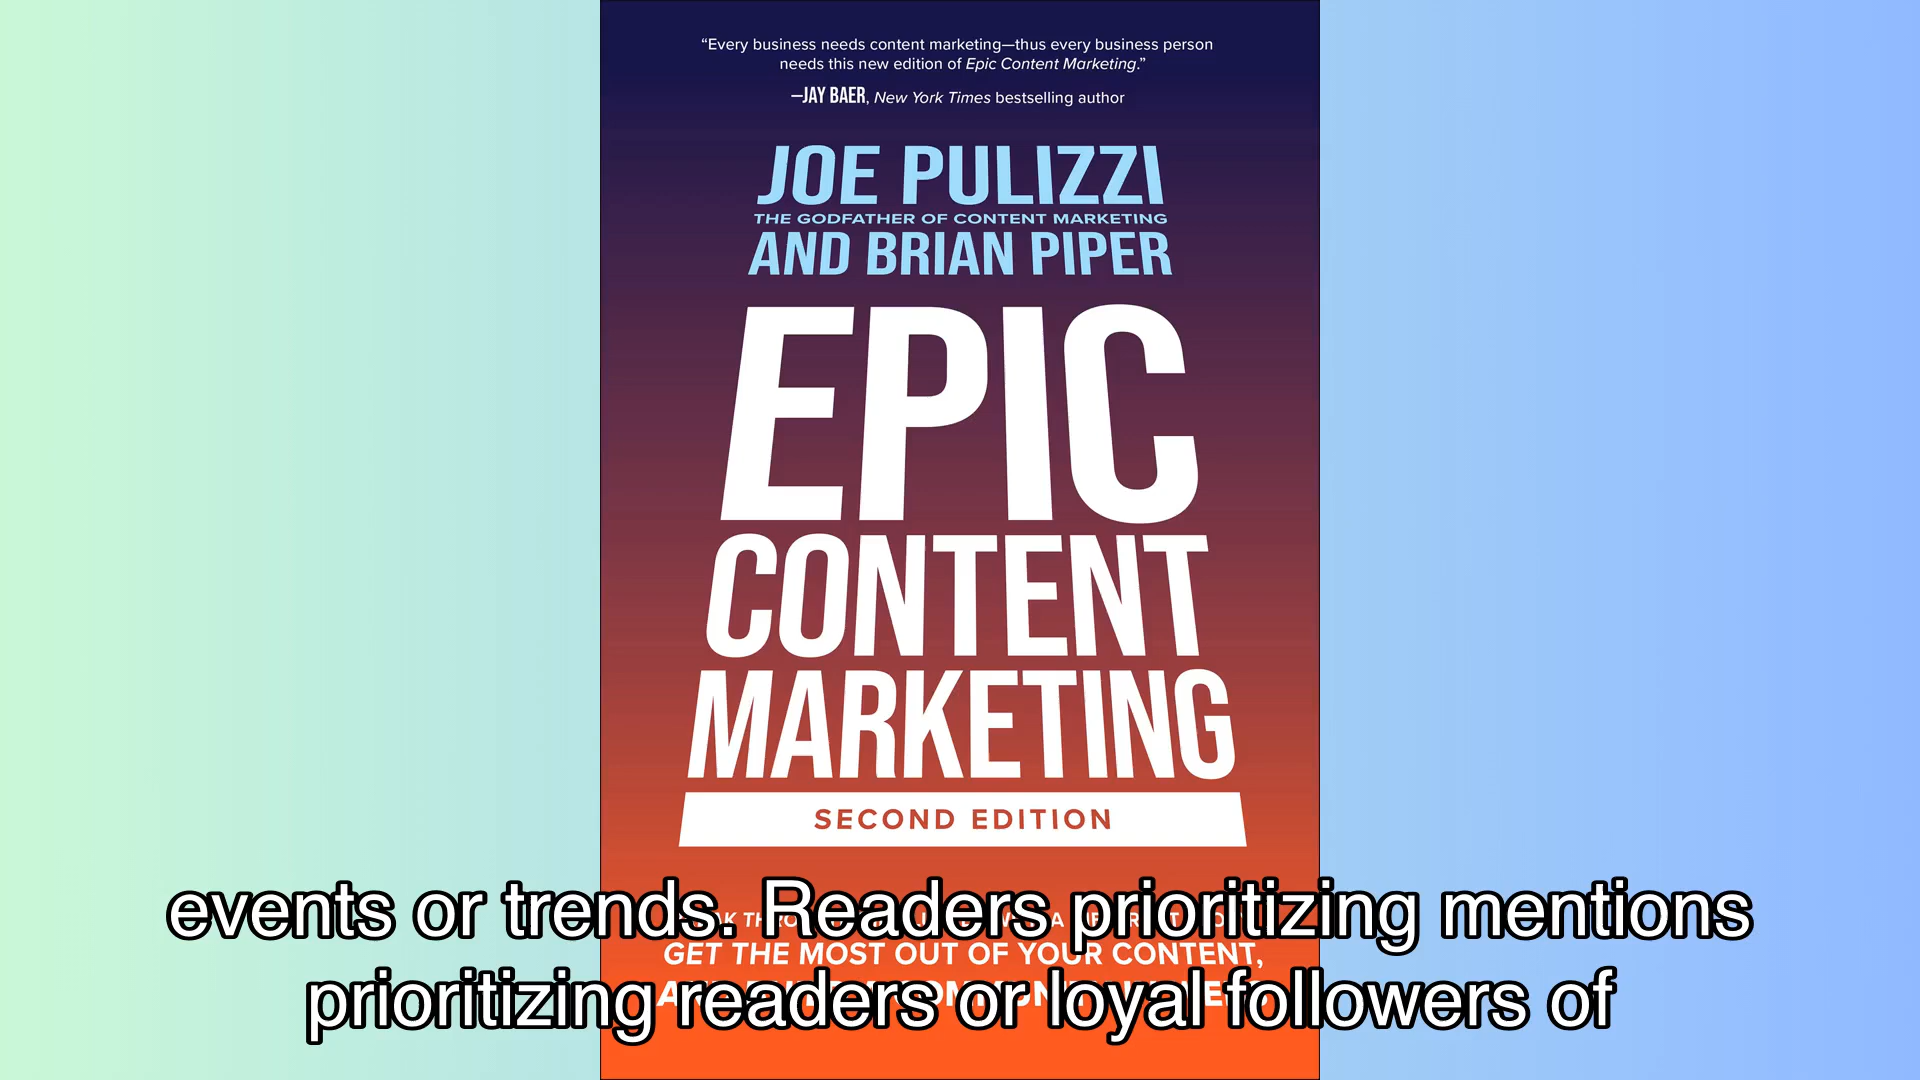 “Every business needs content marketing—thus every business person
needs this new edition of Epic Content Marketing.”
—JAY BAER, New York Times bestselling author
JOE PULIZZI
THE GODFATHER OF CONTENT MARKETING
AND BRIAN PIPER
EPIC
CONTENT
MARKETING
SECOND EDITION
GET THE MOST OUT OF YOUR CONTENT,
events or trends. Readers prioritizing mentions
prioritizing readers or loyal followers of